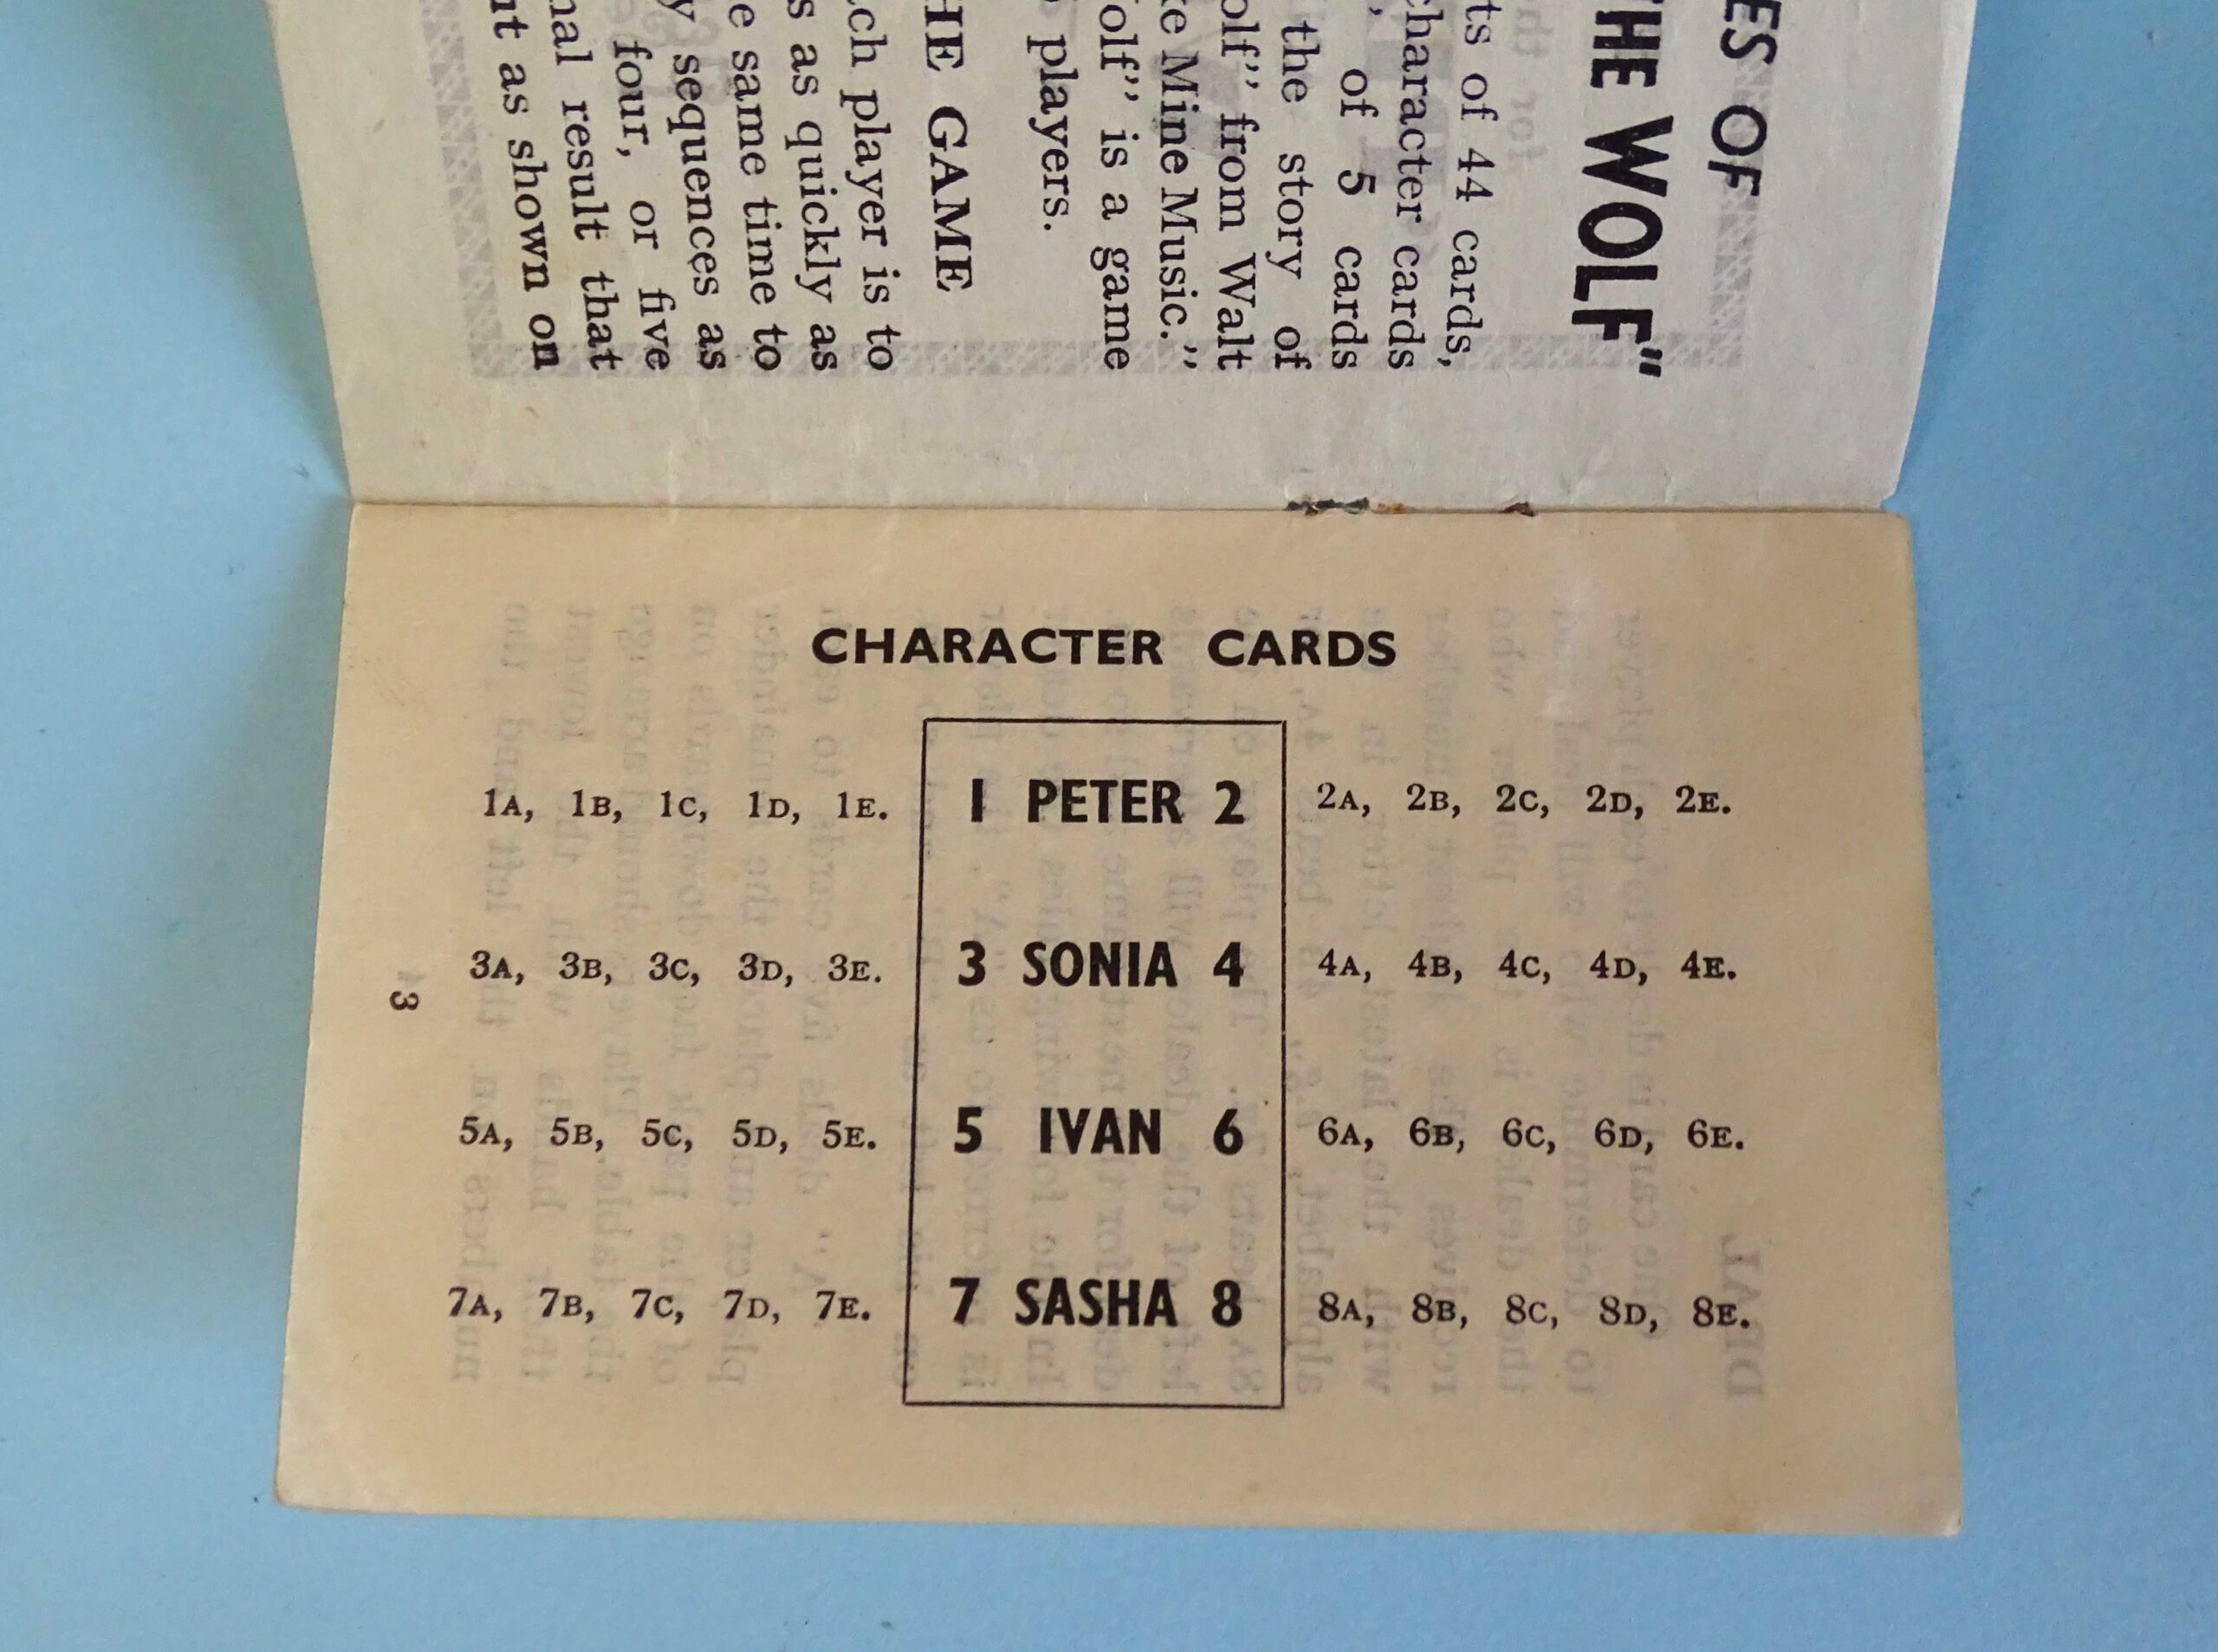 ES OF
THE WOLF"
ts of 44 cards,
character cards
of 5 cards
the story of
olf" from Walt
ke Mine Music."
olf" is a game
players.
HE GAME
ch player is to
s as quickly as
e same time to
y sequences as
four, or five
nal result that
ut as shown on
CHARACTER CARDS
1A, 1B, 1C, 1D, 1E. 1 PETER 2 2A, 2B, 2C, 2D, 2E.
3A, 3B, 3C, 3D, 3E. 3 SONIA 4 4A, 4B, 4C, 4D, 4E.
5A, 5B, 5C, 5D, 5E. 5 IVAN 6 6A, 6B, 6C, 6D, 6E.
7A, 7B, 7C, 7D, 7E. 7 SASHA 8 8A, 8B, 8C, 8D, 8E.
3